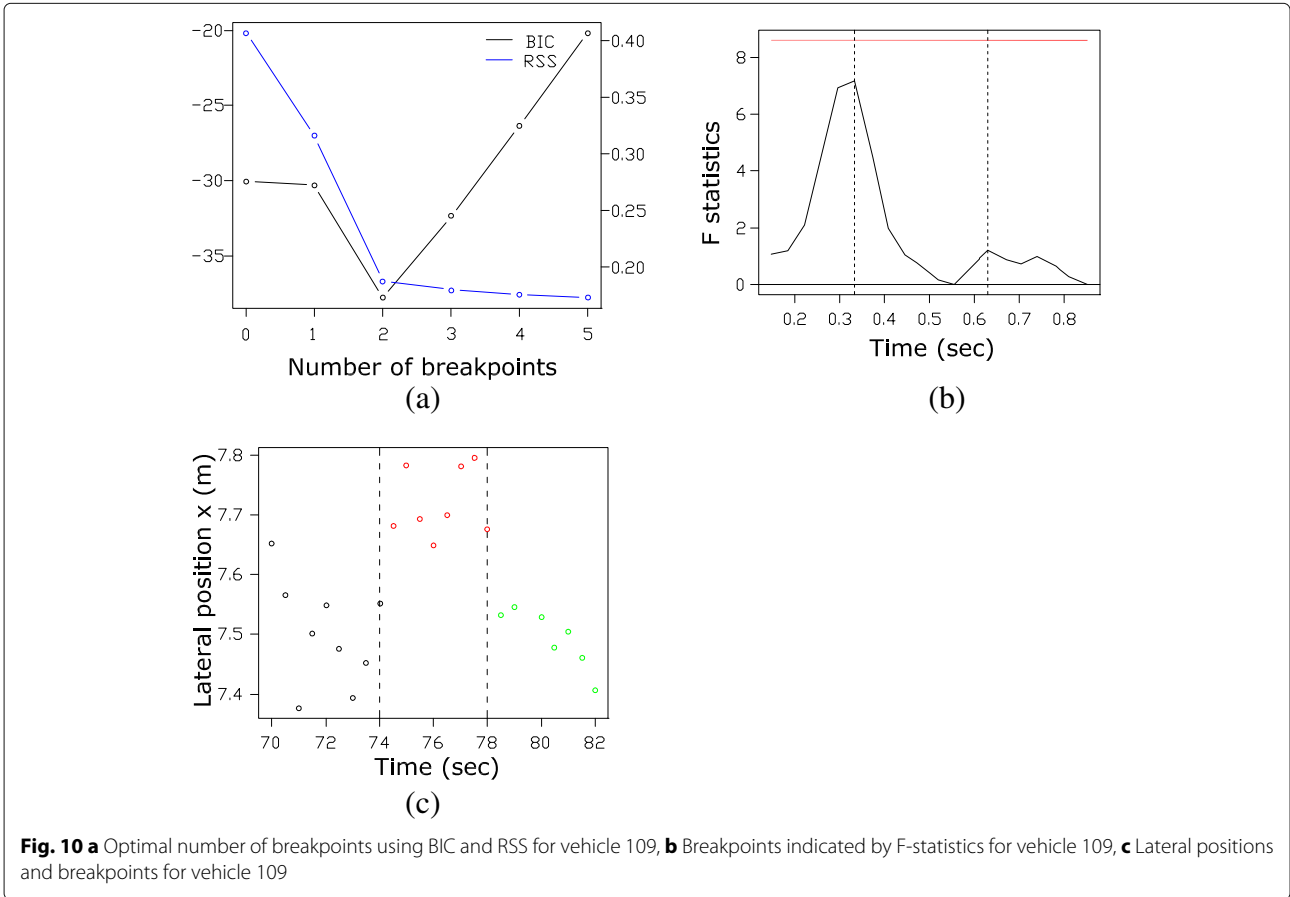 -20
-25
-30
-35
BIC
RSS
0.40
0.35
0.30
0.25
0.20
0 1 2 3 4 5
Number of breakpoints
(a)
F statistics
8
6
4
2
0
0.2 0.3 0.4 0.5 0.6 0.7 0.8
Time (sec)
(b)
Lateral position x (m)
7.8
7.7
7.6
7.5
7.4
70 72 74 76 78 80 82
Time (sec)
(c)
Fig. 10 a Optimal number of breakpoints using BIC and RSS for vehicle 109, b Breakpoints indicated by F-statistics for vehicle 109, c Lateral positions
and breakpoints for vehicle 109